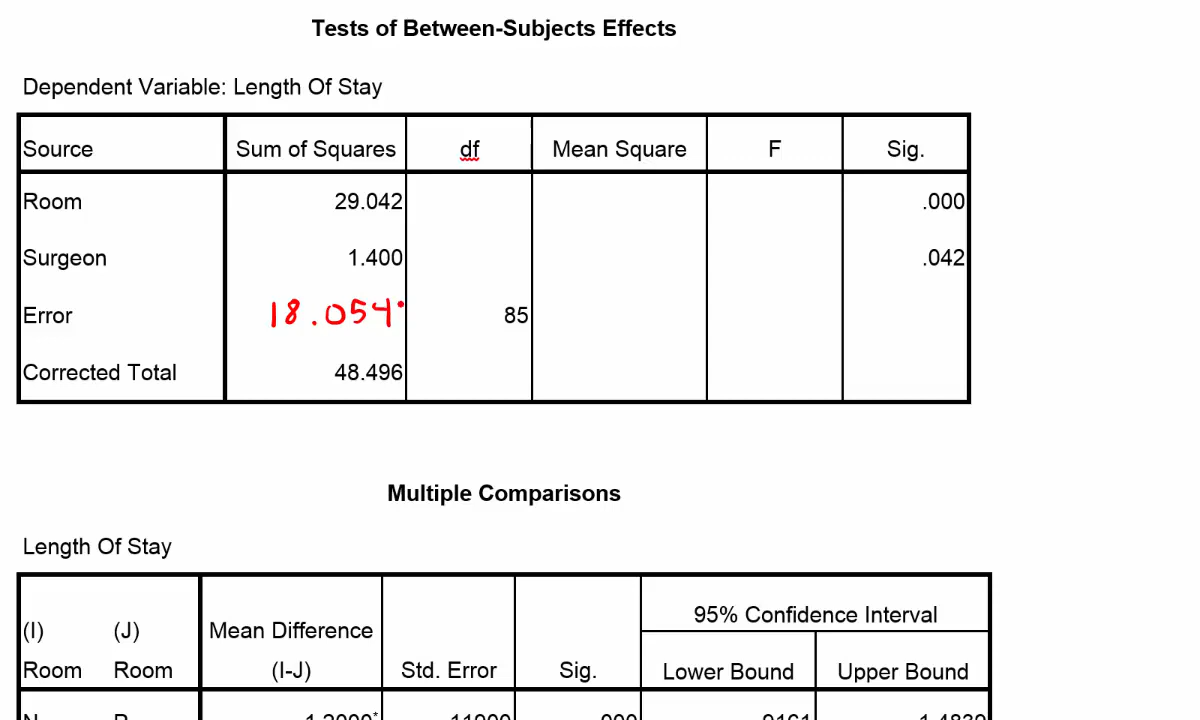 Tests of Between-Subjects Effects
Dependent Variable: Length Of Stay
Source Sum of Squares df Mean Square F Sig.
Room 29.042 .000
Surgeon 1.400 .042
Error 18.054 85
Corrected Total 48.496
Multiple Comparisons
Length Of Stay
95% Confidence Interval
(I) (J) Mean Difference
Room Room (I-J) Std. Error Sig. Lower Bound Upper Bound